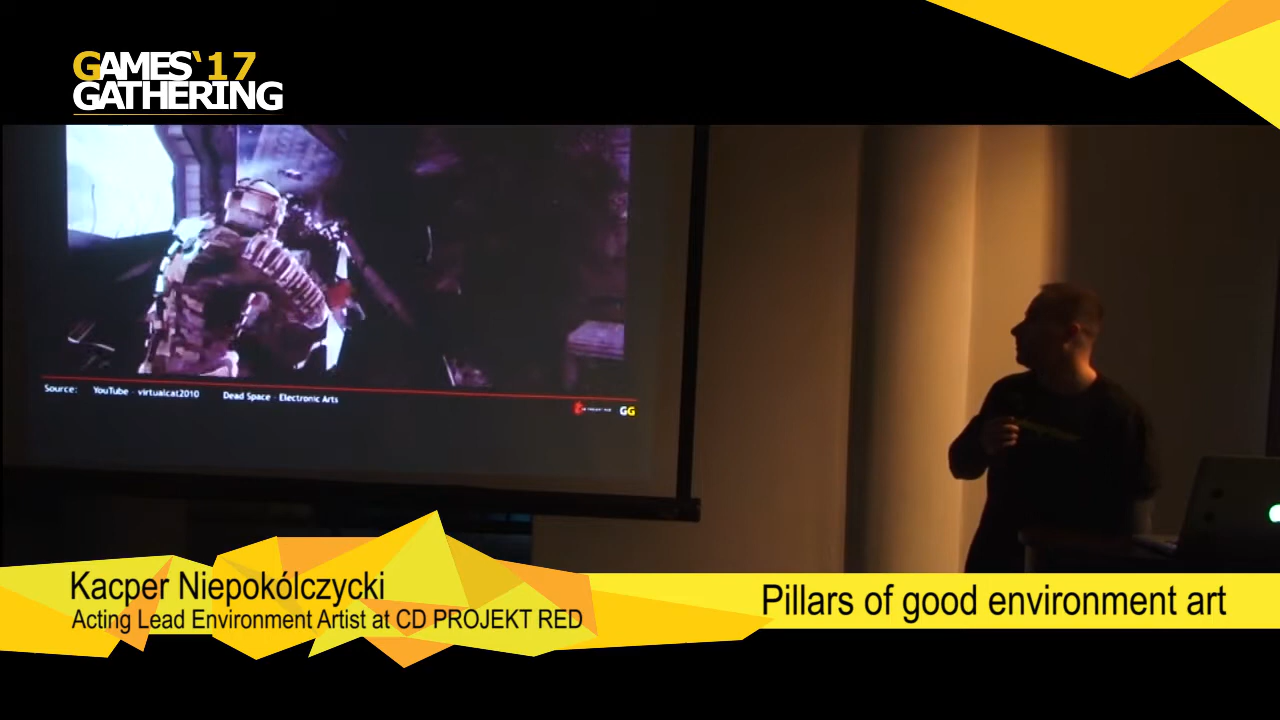 GAMES'17
GATHERING
Source: YouTube - virtualcat2010 Dead Space - Electronic Arts
GG
Kacper Niepokólczycki
Acting Lead Environment Artist at CD PROJEKT RED
Pillars of good environment art